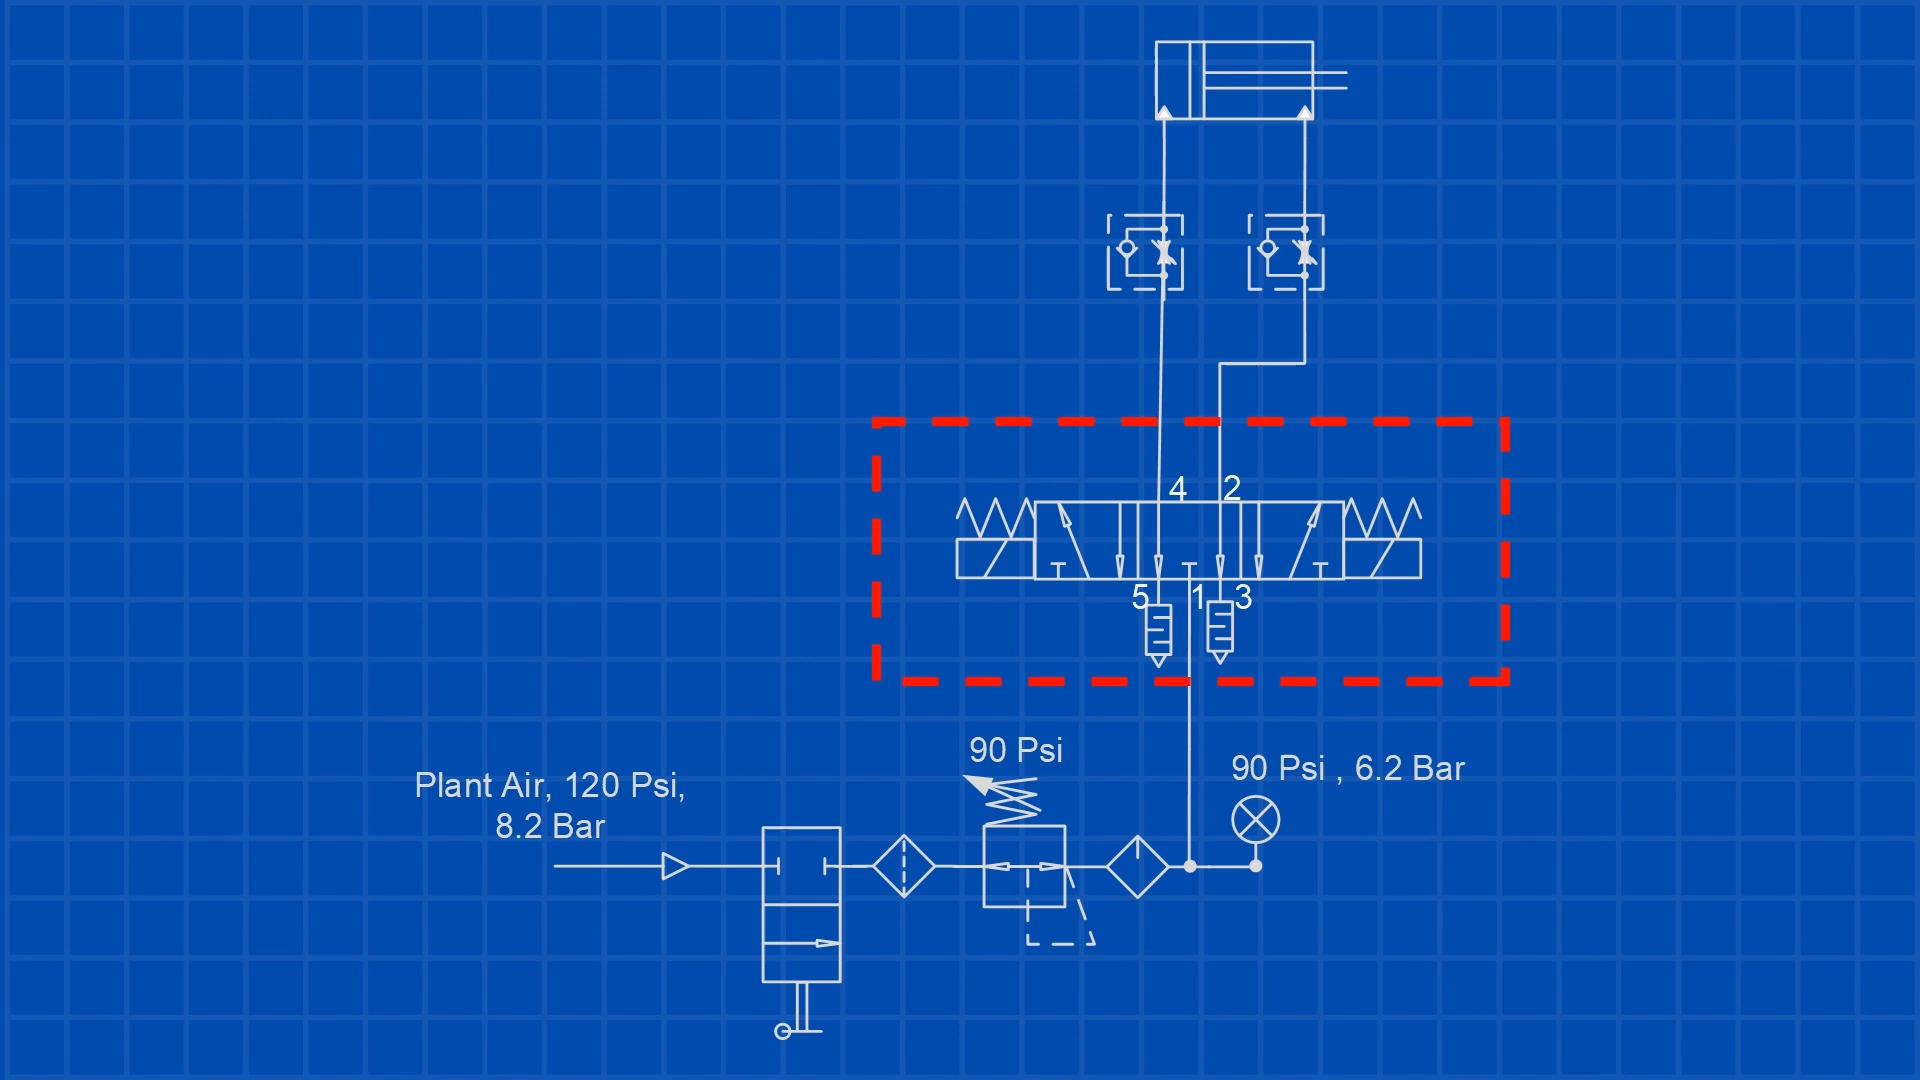 4 2
5 1 3
90 Psi
90 Psi , 6.2 Bar
Plant Air, 120 Psi,
8.2 Bar